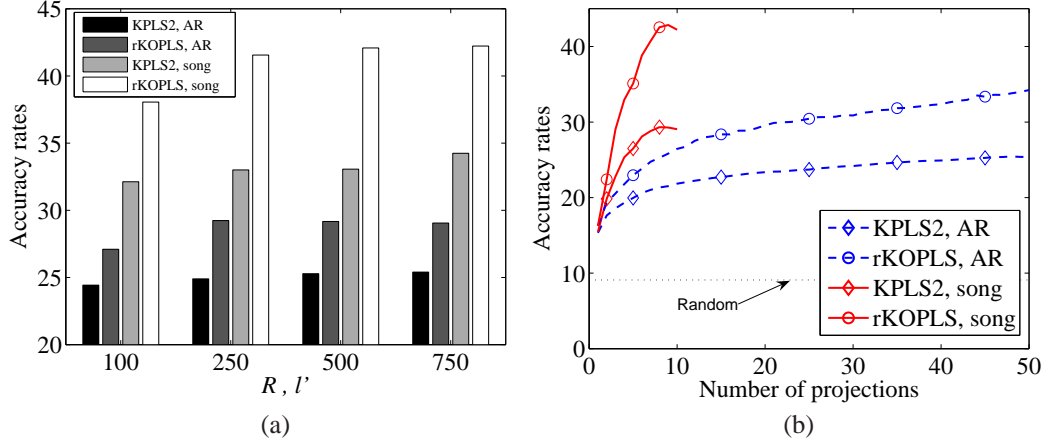 KPLS2, AR
rKOPLS, AR
KPLS2, song
rKOPLS, song
Accuracy rates
45
40
35
30
25
20
100 250 500 750
R , l'
(a)
Accuracy rates
40
30
20
10
0
Random
KPLS2, AR
rKOPLS, AR
KPLS2, song
rKOPLS, song
0 10 20 30 40 50
Number of projections
(b)